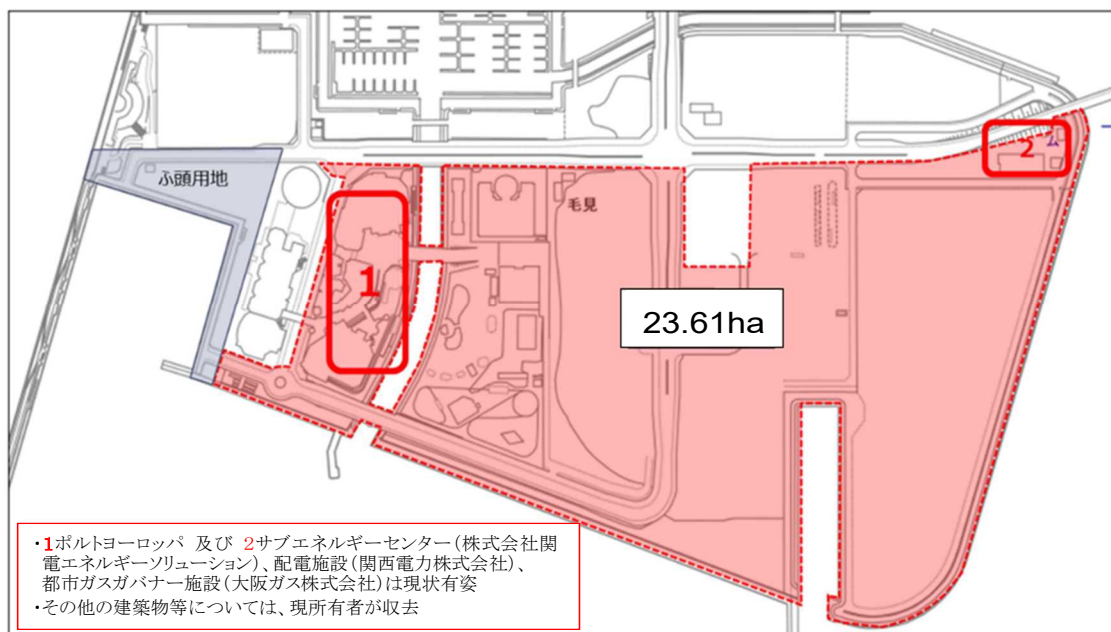 ふ頭用地
毛見
1
2
23.61ha
・1ポルトヨーロッパ 及び 2サブエネルギーセンター(株式会社関
電エネルギーソリューション)、配電施設(関西電力株式会社)、
都市ガスガバナー施設(大阪ガス株式会社)は現状有姿
・その他の建築物等については、現所有者が収去